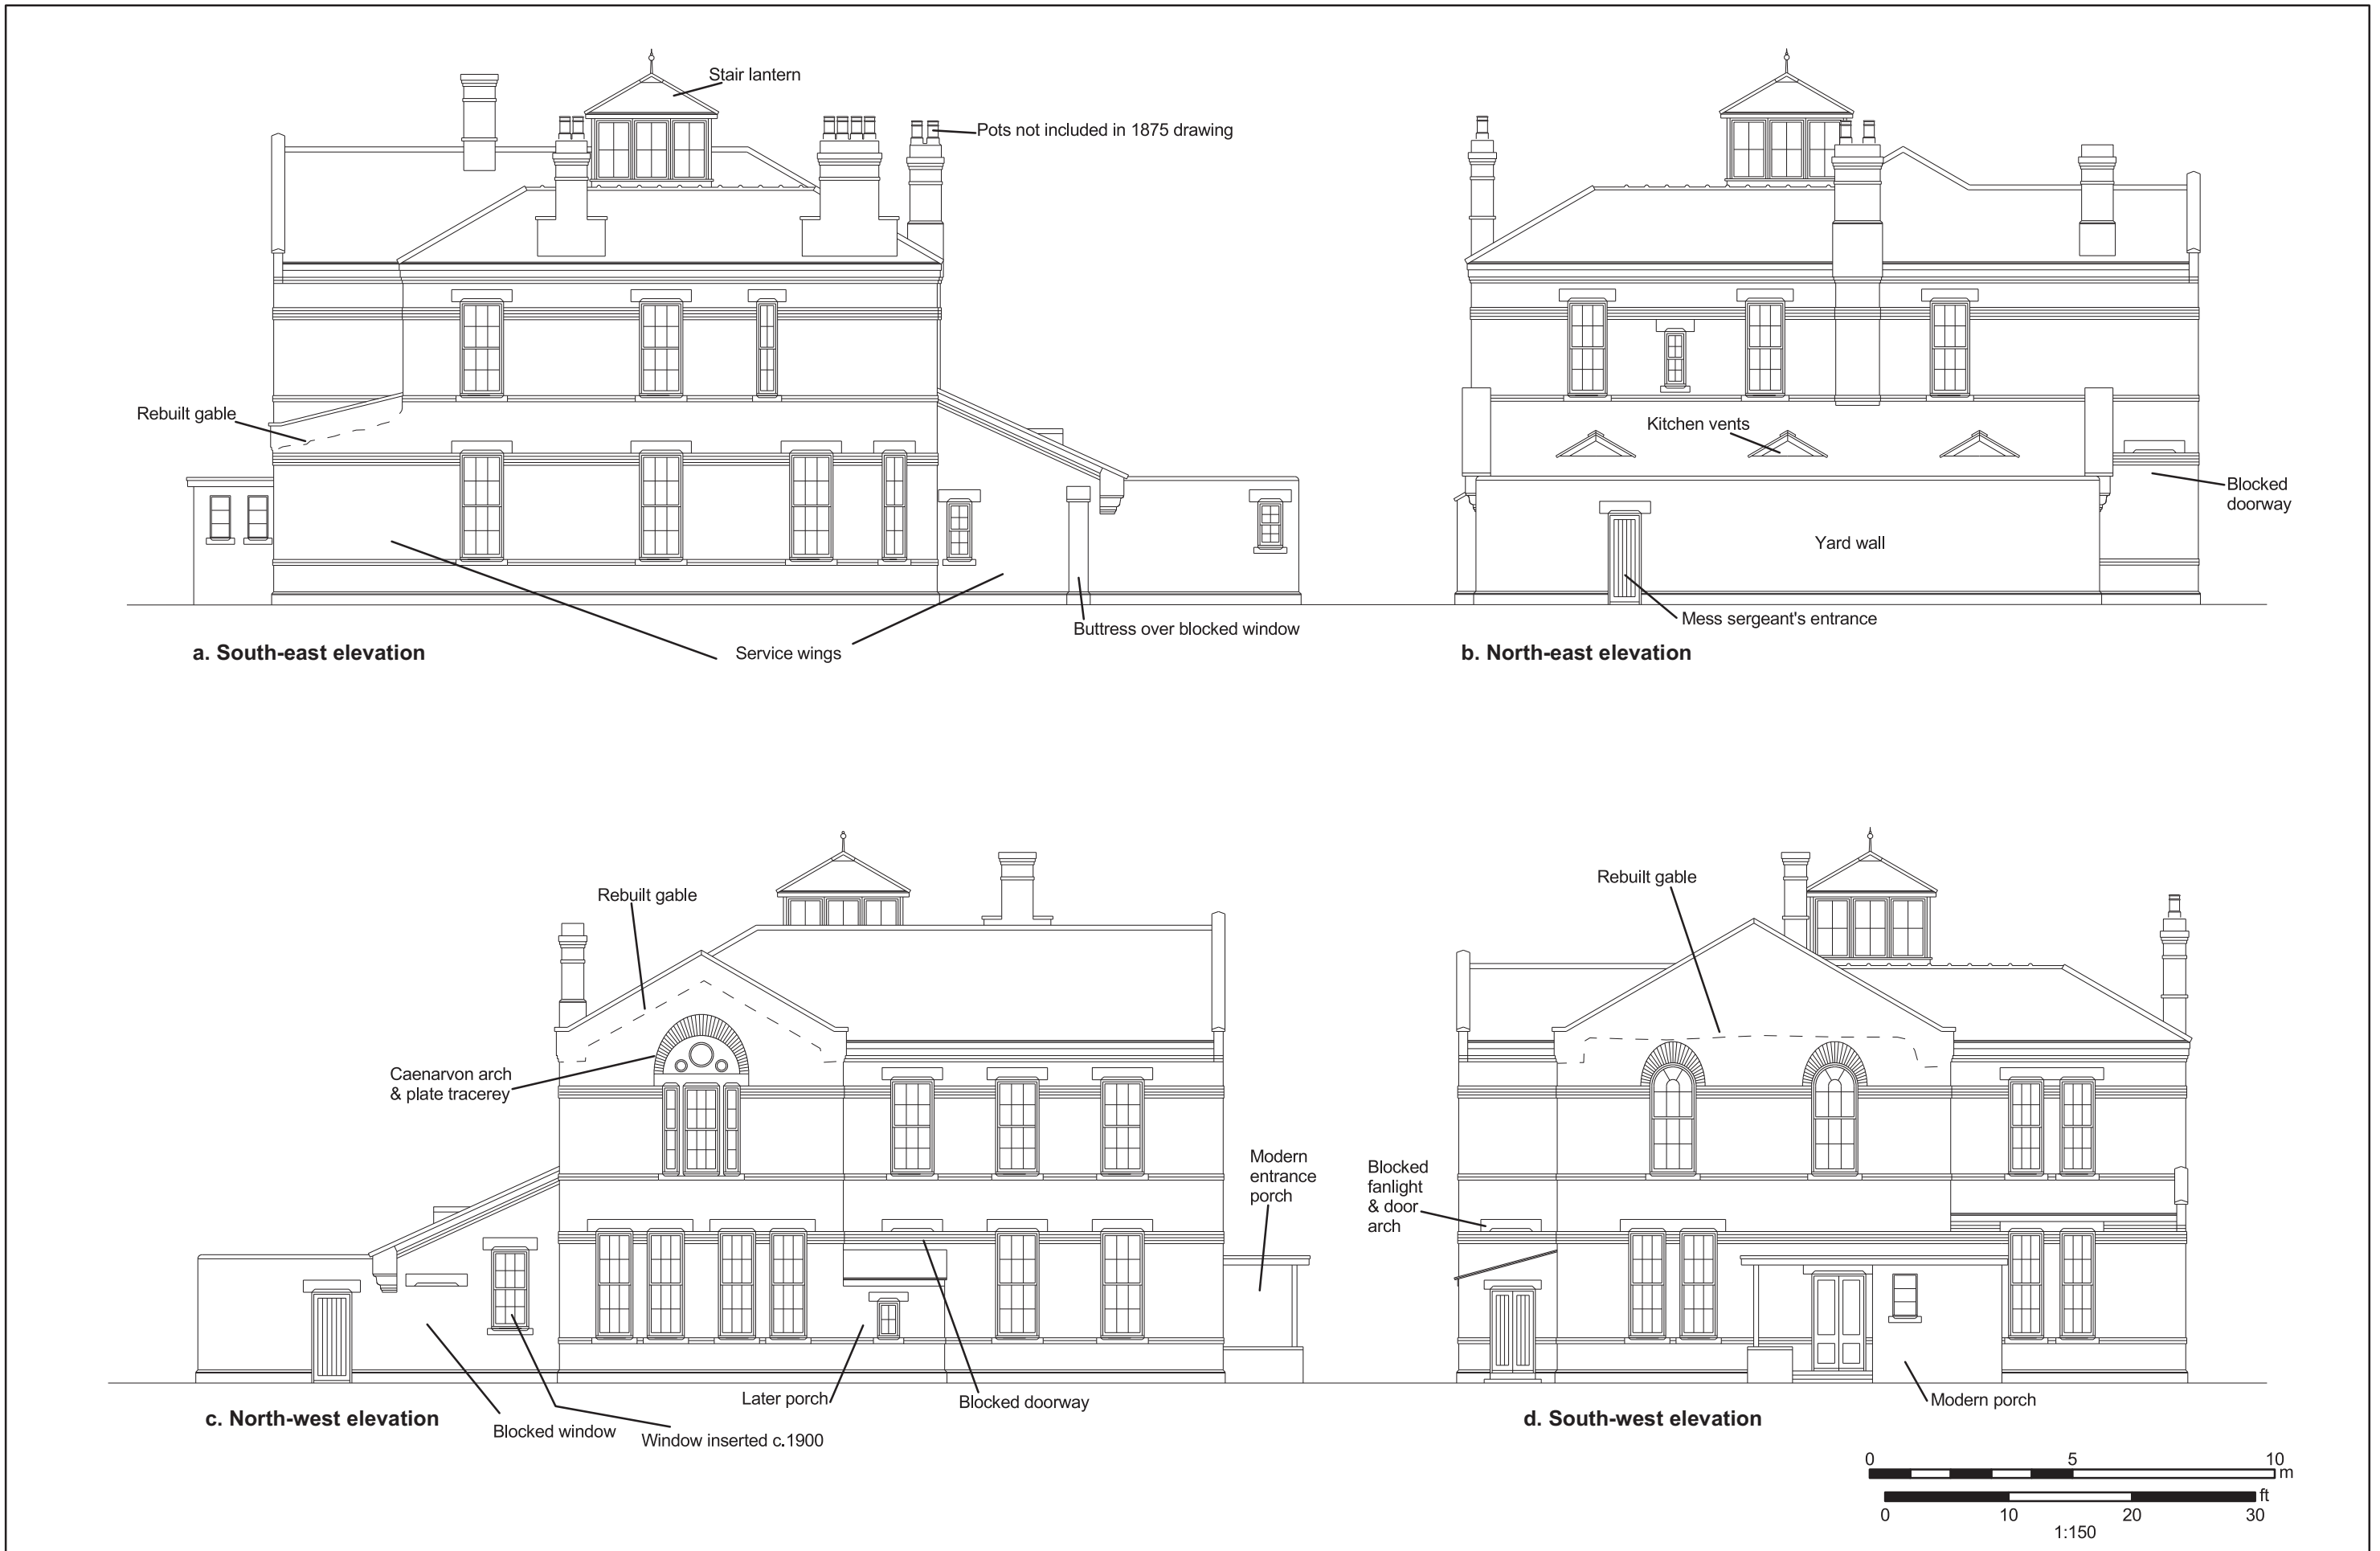 Stair lantern
Pots not included in 1875 drawing
Rebuilt gable
Service wings
Buttress over blocked window
a. South-east elevation
Kitchen vents
Blocked
doorway
Yard wall
Mess sergeant's entrance
b. North-east elevation
Rebuilt gable
Caenarvon arch
& plate tracerey
Modern
entrance
porch
Later porch
Blocked doorway
Blocked window
Window inserted c.1900
c. North-west elevation
Rebuilt gable
Blocked
fanlight
& door
arch
Modern porch
d. South-west elevation
0 5 10
m
ft
0 10 20 30
1:150